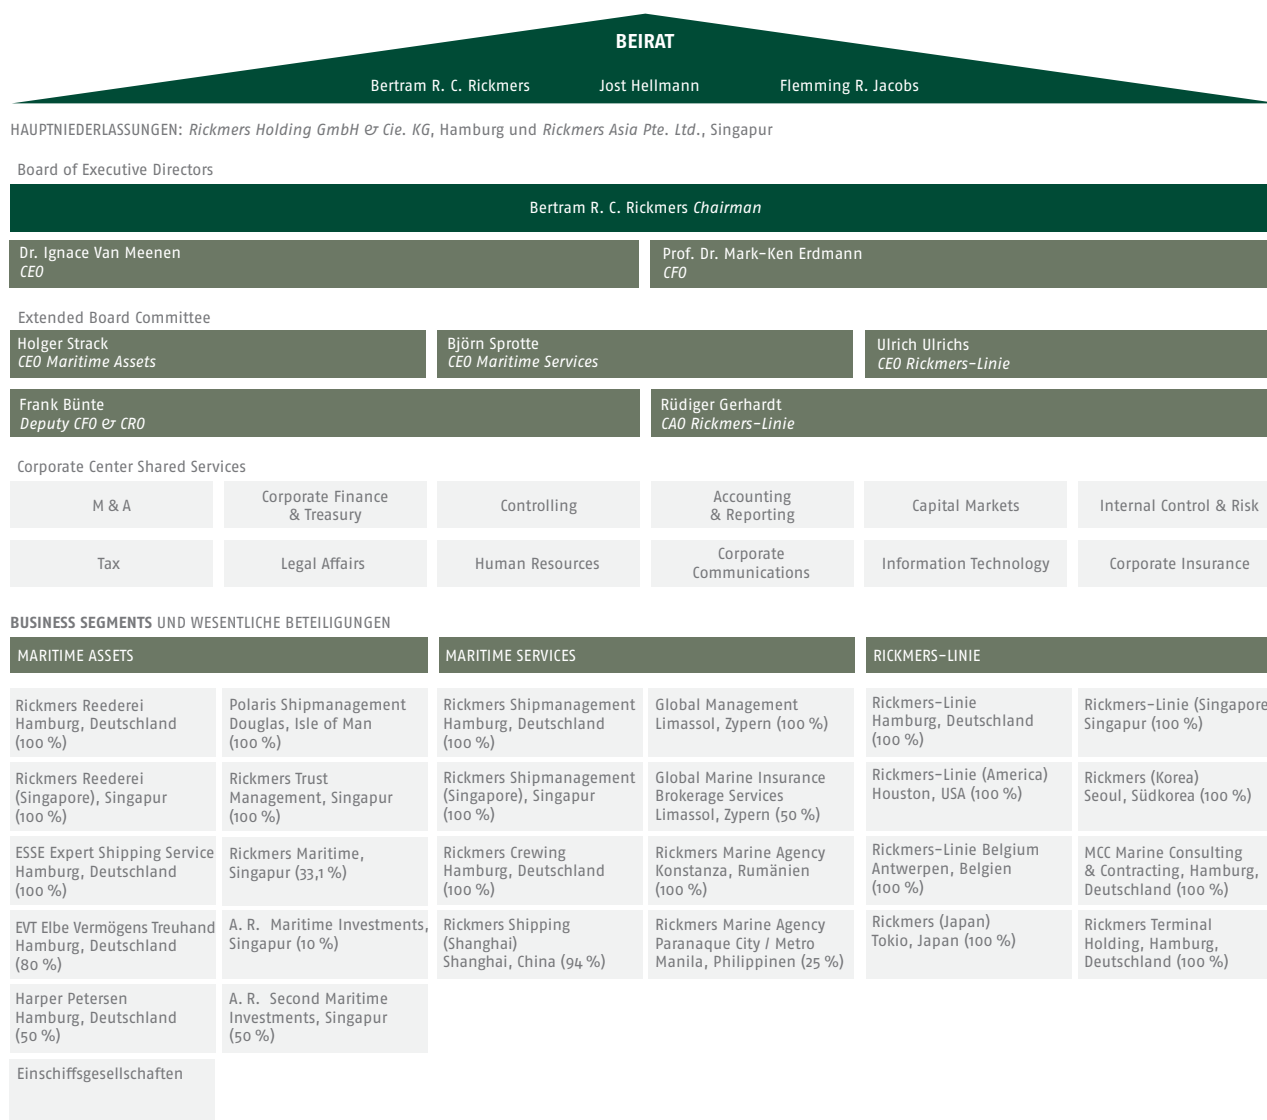 BEIRAT
Bertram R. C. Rickmers
Jost Hellmann
Flemming R. Jacobs
HAUPTNIEDERLASSUNGEN: Rickmers Holding GmbH & Cie. KG, Hamburg und Rickmers Asia Pte. Ltd., Singapur
Board of Executive Directors
Bertram R. C. Rickmers Chairman
Dr. Ignace Van Meenen
CEO
Prof. Dr. Mark-Ken Erdmann
CFO
Extended Board Committee
Holger Strack
CEO Maritime Assets
Björn Sprotte
CEO Maritime Services
Ulrich Ulrichs
CEO Rickmers-Linie
Frank Bünte
Deputy CFO & CRO
Rüdiger Gerhardt
CAO Rickmers-Linie
Corporate Center Shared Services
M & A
Corporate Finance
& Treasury
Controlling
Accounting
& Reporting
Capital Markets
Internal Control & Risk
Tax
Legal Affairs
Human Resources
Corporate
Communications
Information Technology
Corporate Insurance
BUSINESS SEGMENTS UND WESENTLICHE BETEILIGUNGEN
MARITIME ASSETS
Rickmers Reederei
Hamburg, Deutschland
(100 %)
Polaris Shipmanagement
Douglas, Isle of Man
(100 %)
Rickmers Reederei
(Singapore), Singapur
(100 %)
Rickmers Trust
Management, Singapur
(100 %)
ESSE Expert Shipping Service
Hamburg, Deutschland
(100 %)
Rickmers Maritime,
Singapur (33,1 %)
EVT Elbe Vermögens Treuhand
Hamburg, Deutschland
(80 %)
A. R. Maritime Investments,
Singapur (10 %)
Harper Petersen
Hamburg, Deutschland
(50 %)
A. R. Second Maritime
Investments, Singapur
(50 %)
Einschiffsgesellschaften
MARITIME SERVICES
Rickmers Shipmanagement
Hamburg, Deutschland
(100 %)
Global Management
Limassol, Zypern (100 %)
Rickmers Shipmanagement
(Singapore), Singapur
(100 %)
Global Marine Insurance
Brokerage Services
Limassol, Zypern (50 %)
Rickmers Crewing
Hamburg, Deutschland
(100 %)
Rickmers Marine Agency
Konstanza, Rumänien
(100 %)
Rickmers Shipping
(Shanghai)
Shanghai, China (94 %)
Rickmers Marine Agency
Paranaque City / Metro
Manila, Philippinen (25 %)
RICKMERS-LINIE
Rickmers-Linie
Hamburg, Deutschland
(100 %)
Rickmers-Linie (Singapore
Singapur (100 %)
Rickmers-Linie (America)
Houston, USA (100 %)
Rickmers (Korea)
Seoul, Südkorea (100 %)
Rickmers-Linie Belgium
Antwerpen, Belgien
(100 %)
MCC Marine Consulting
& Contracting, Hamburg,
Deutschland (100 %)
Rickmers (Japan)
Tokio, Japan (100 %)
Rickmers Terminal
Holding, Hamburg,
Deutschland (100 %)